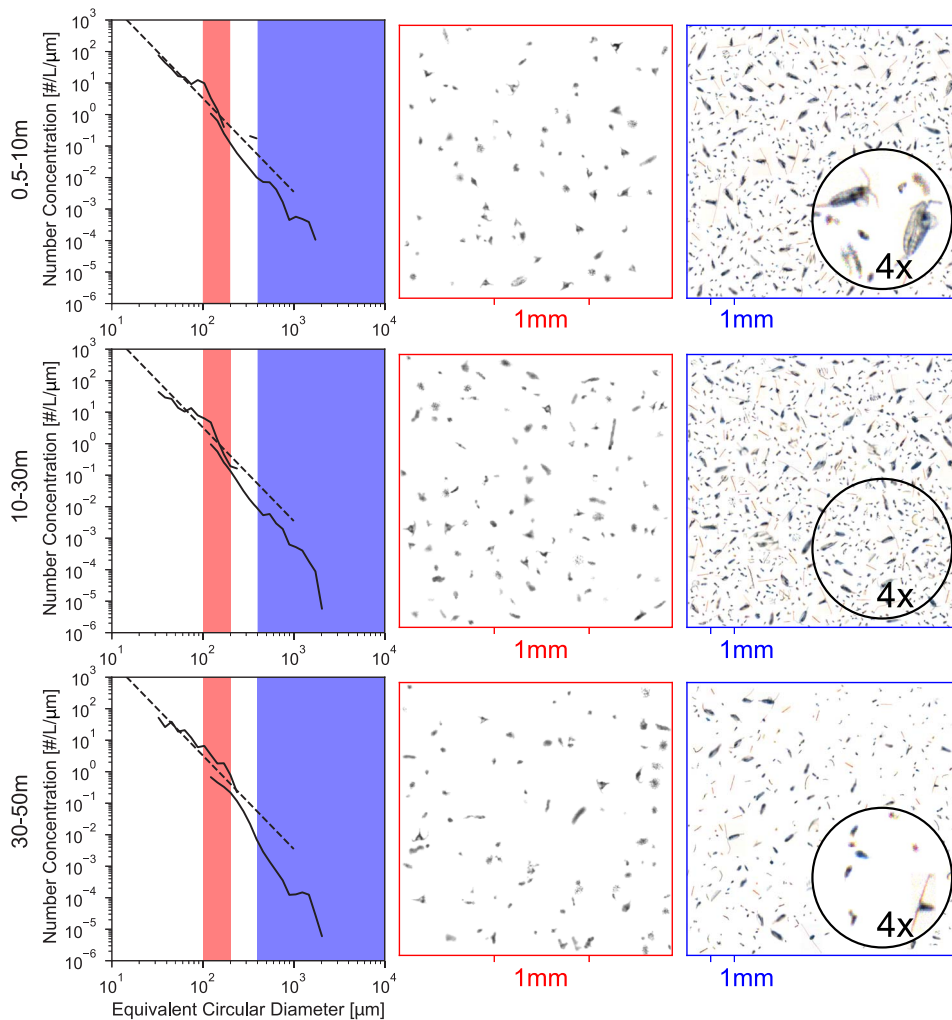 0.5-10m
Number Concentration [#/L/µm]
10³
10²
10¹
10⁰
10⁻¹
10⁻²
10⁻³
10⁻⁴
10⁻⁵
10⁻⁶
10¹ 10² 10³ 10⁴
1mm
4x
1mm
10-30m
Number Concentration [#/L/µm]
10³
10²
10¹
10⁰
10⁻¹
10⁻²
10⁻³
10⁻⁴
10⁻⁵
10⁻⁶
10¹ 10² 10³ 10⁴
1mm
4x
1mm
30-50m
Number Concentration [#/L/µm]
10³
10²
10¹
10⁰
10⁻¹
10⁻²
10⁻³
10⁻⁴
10⁻⁵
10⁻⁶
10¹ 10² 10³ 10⁴
Equivalent Circular Diameter [µm]
1mm
4x
1mm